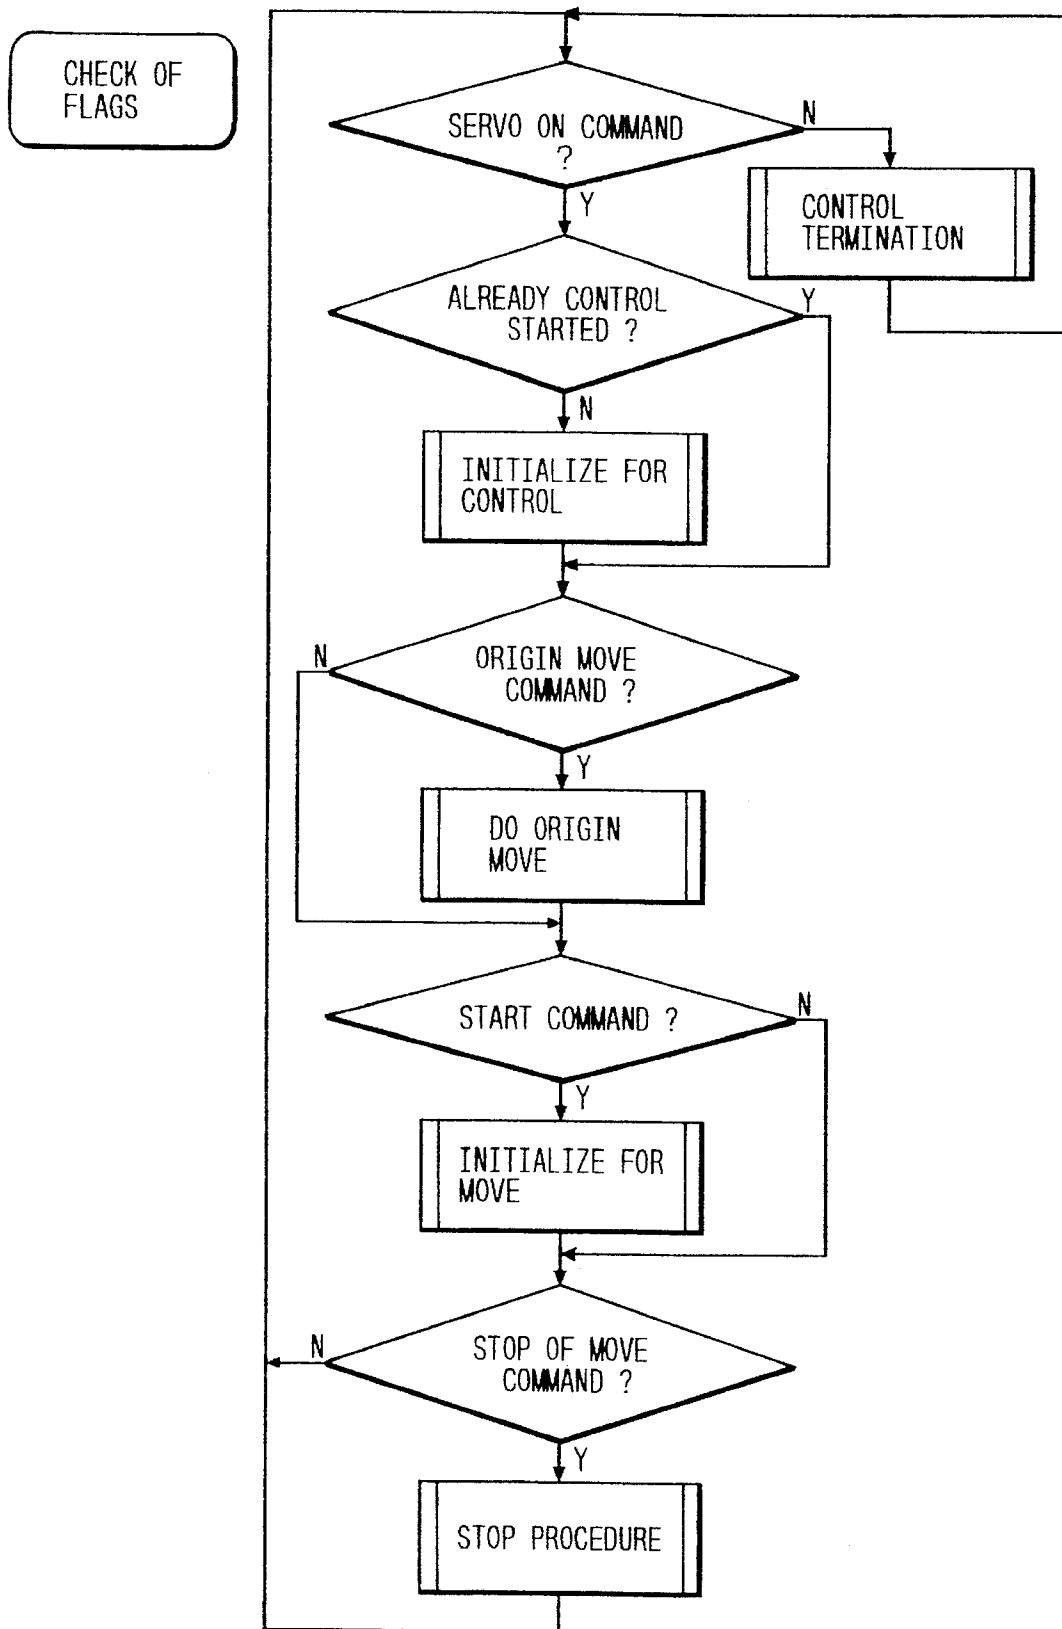 CHECK OF
FLAGS
SERVO ON COMMAND
?
N
Y
CONTROL
TERMINATION
ALREADY CONTROL
STARTED ?
Y
N
INITIALIZE FOR
CONTROL
N
ORIGIN MOVE
COMMAND ?
Y
DO ORIGIN
MOVE
START COMMAND ?
N
Y
INITIALIZE FOR
MOVE
N
STOP OF MOVE
COMMAND ?
Y
STOP PROCEDURE